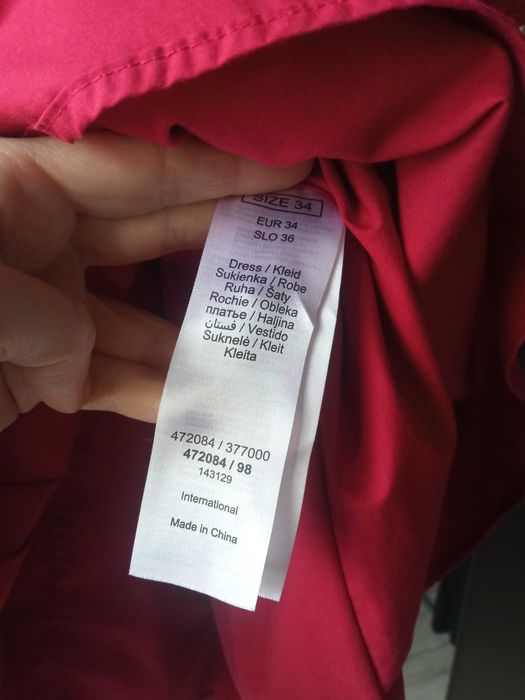 SIZE 34
EUR 34
SLO 36
Dress / Kleid
Sukienka / Robe
Ruha / Šaty
Rochie / Obleka
платье / Haljina
فستان / Vestido
Suknelė / Kleit
Kleita
472084 / 377000
472084 / 98
143129
International
Made in China